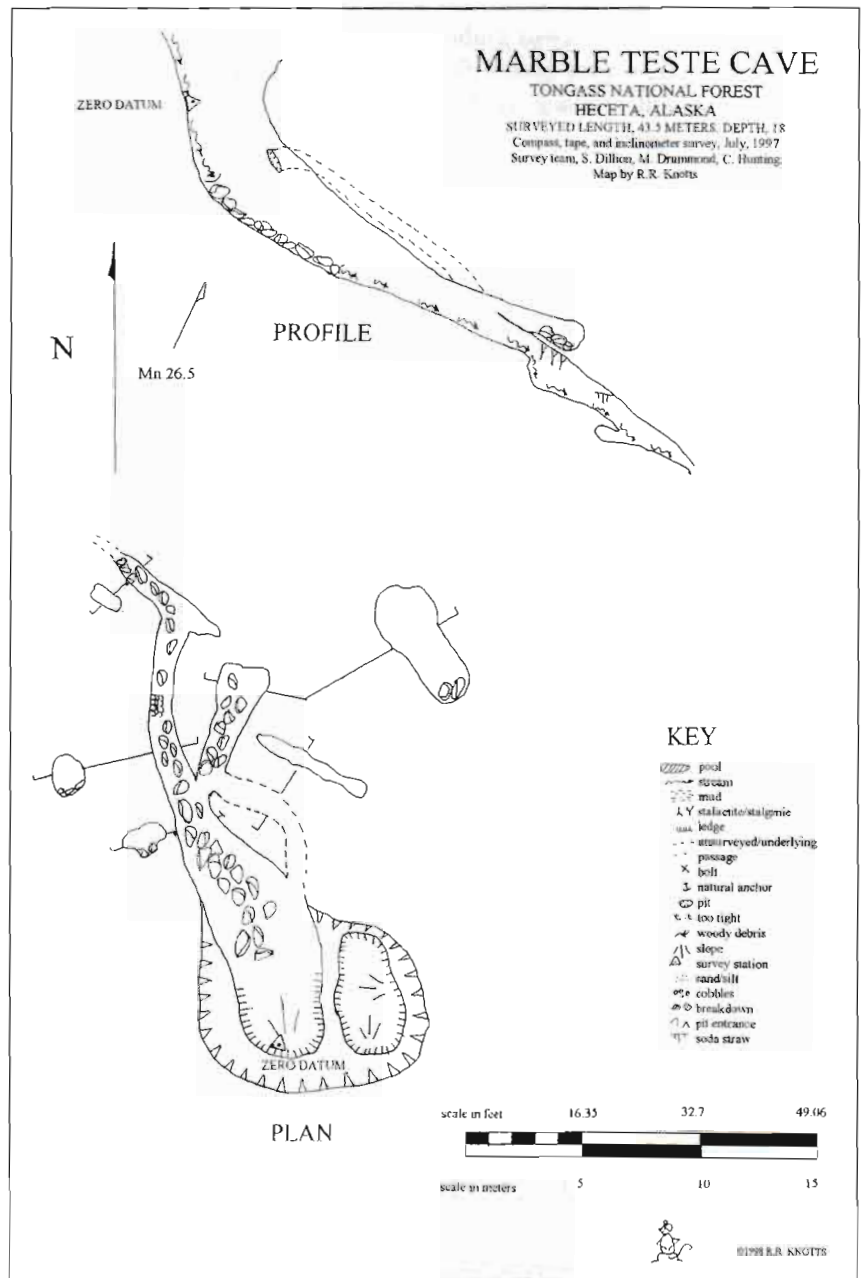 MARBLE TESTE CAVE
TONGASS NATIONAL FOREST
HECETA, ALASKA
SURVEYED LENGTH, 43.5 METERS, DEPTH, 18
Compass, tape, and inclinometer survey, July, 1997
Survey team, S. Dillion, M. Drummond, C. Hunting
Map by R.R. Knotts
ZERO DATUM
PROFILE
N
Mn 26.5
KEY
pool
stream
mud
stalactite/stalgmie
ledge
unsurveyed/underlying
passage
bolt
natural anchor
pit
too tight
woody debris
slope
survey station
sand/silt
cobbles
breakdown
pit entrance
soda straw
ZERO DATUM
PLAN
scale in feet 16.35 32.7 49.06
scale in meters 5 10 15
©1998 R.R. KNOTTS